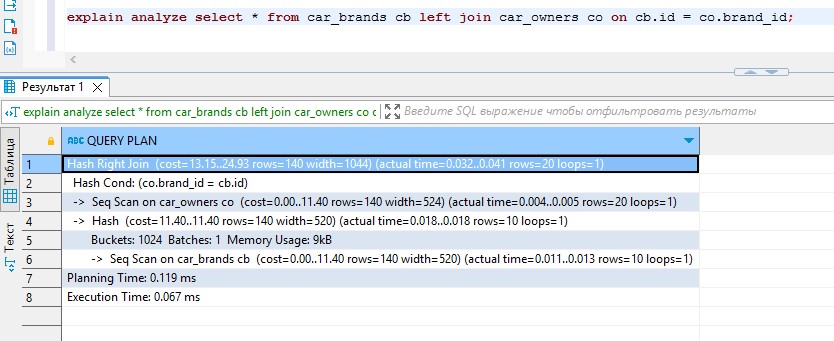 explain analyze select * from car_brands cb left join car_owners co on cb.id = co.brand_id;
Результат 1
explain analyze select * from car_brands cb left join car_owners co c
Введите SQL выражение чтобы отфильтровать результаты
Таблица
Текст
ABC QUERY PLAN
1 Hash Right Join (cost=13.15..24.93 rows=140 width=1044) (actual time=0.032..0.041 rows=20 loops=1)
2 Hash Cond: (co.brand_id = cb.id)
3 -> Seq Scan on car_owners co (cost=0.00..11.40 rows=140 width=524) (actual time=0.004..0.005 rows=20 loops=1)
4 -> Hash (cost=11.40..11.40 rows=140 width=520) (actual time=0.018..0.018 rows=10 loops=1)
5 Buckets: 1024 Batches: 1 Memory Usage: 9kB
6 -> Seq Scan on car_brands cb (cost=0.00..11.40 rows=140 width=520) (actual time=0.011..0.013 rows=10 loops=1)
7 Planning Time: 0.119 ms
8 Execution Time: 0.067 ms